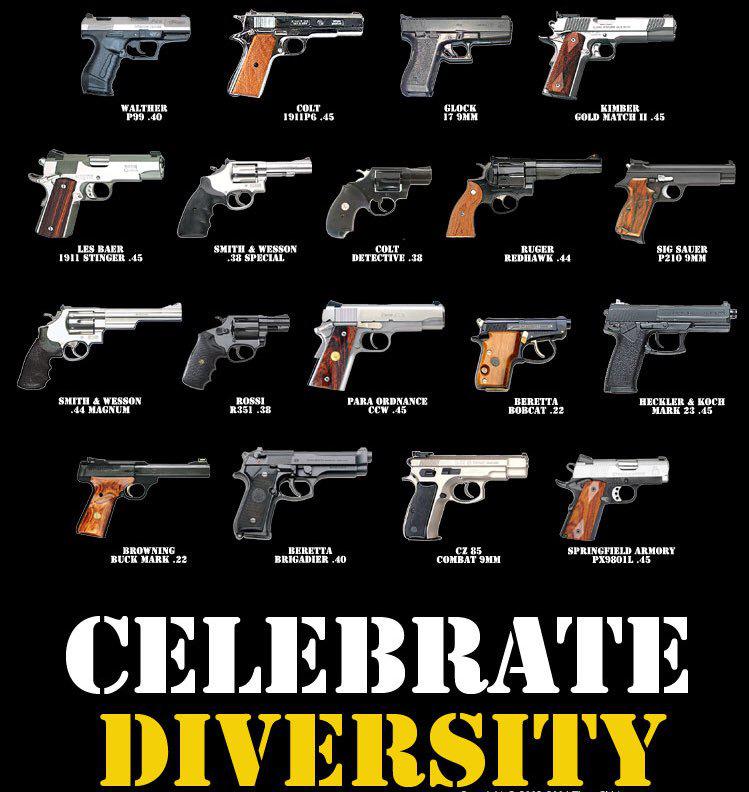 WALTHER
P99 .40
COLT
1911PG .45
GLOCK
17 9MM
KIMBER
GOLD MATCH II .45
LES BAER
1911 STINGER .45
SMITH & WESSON
.38 SPECIAL
COLT
DETECTIVE .38
RUGER
REDHAWK .44
SIG SAUER
P210 9MM
SMITH & WESSON
.44 MAGNUM
ROSSI
R351 .38
PARA ORDNANCE
CCW .45
BERETTA
BOBCAT .22
HECKLER & KOCH
MARK 23 .45
BROWNING
BUCK MARK .22
BERETTA
BRIGADIER .40
CZ 85
COMBAT 9MM
SPRINGFIELD ARMORY
PX9801L .45
CELEBRATE
DIVERSITY